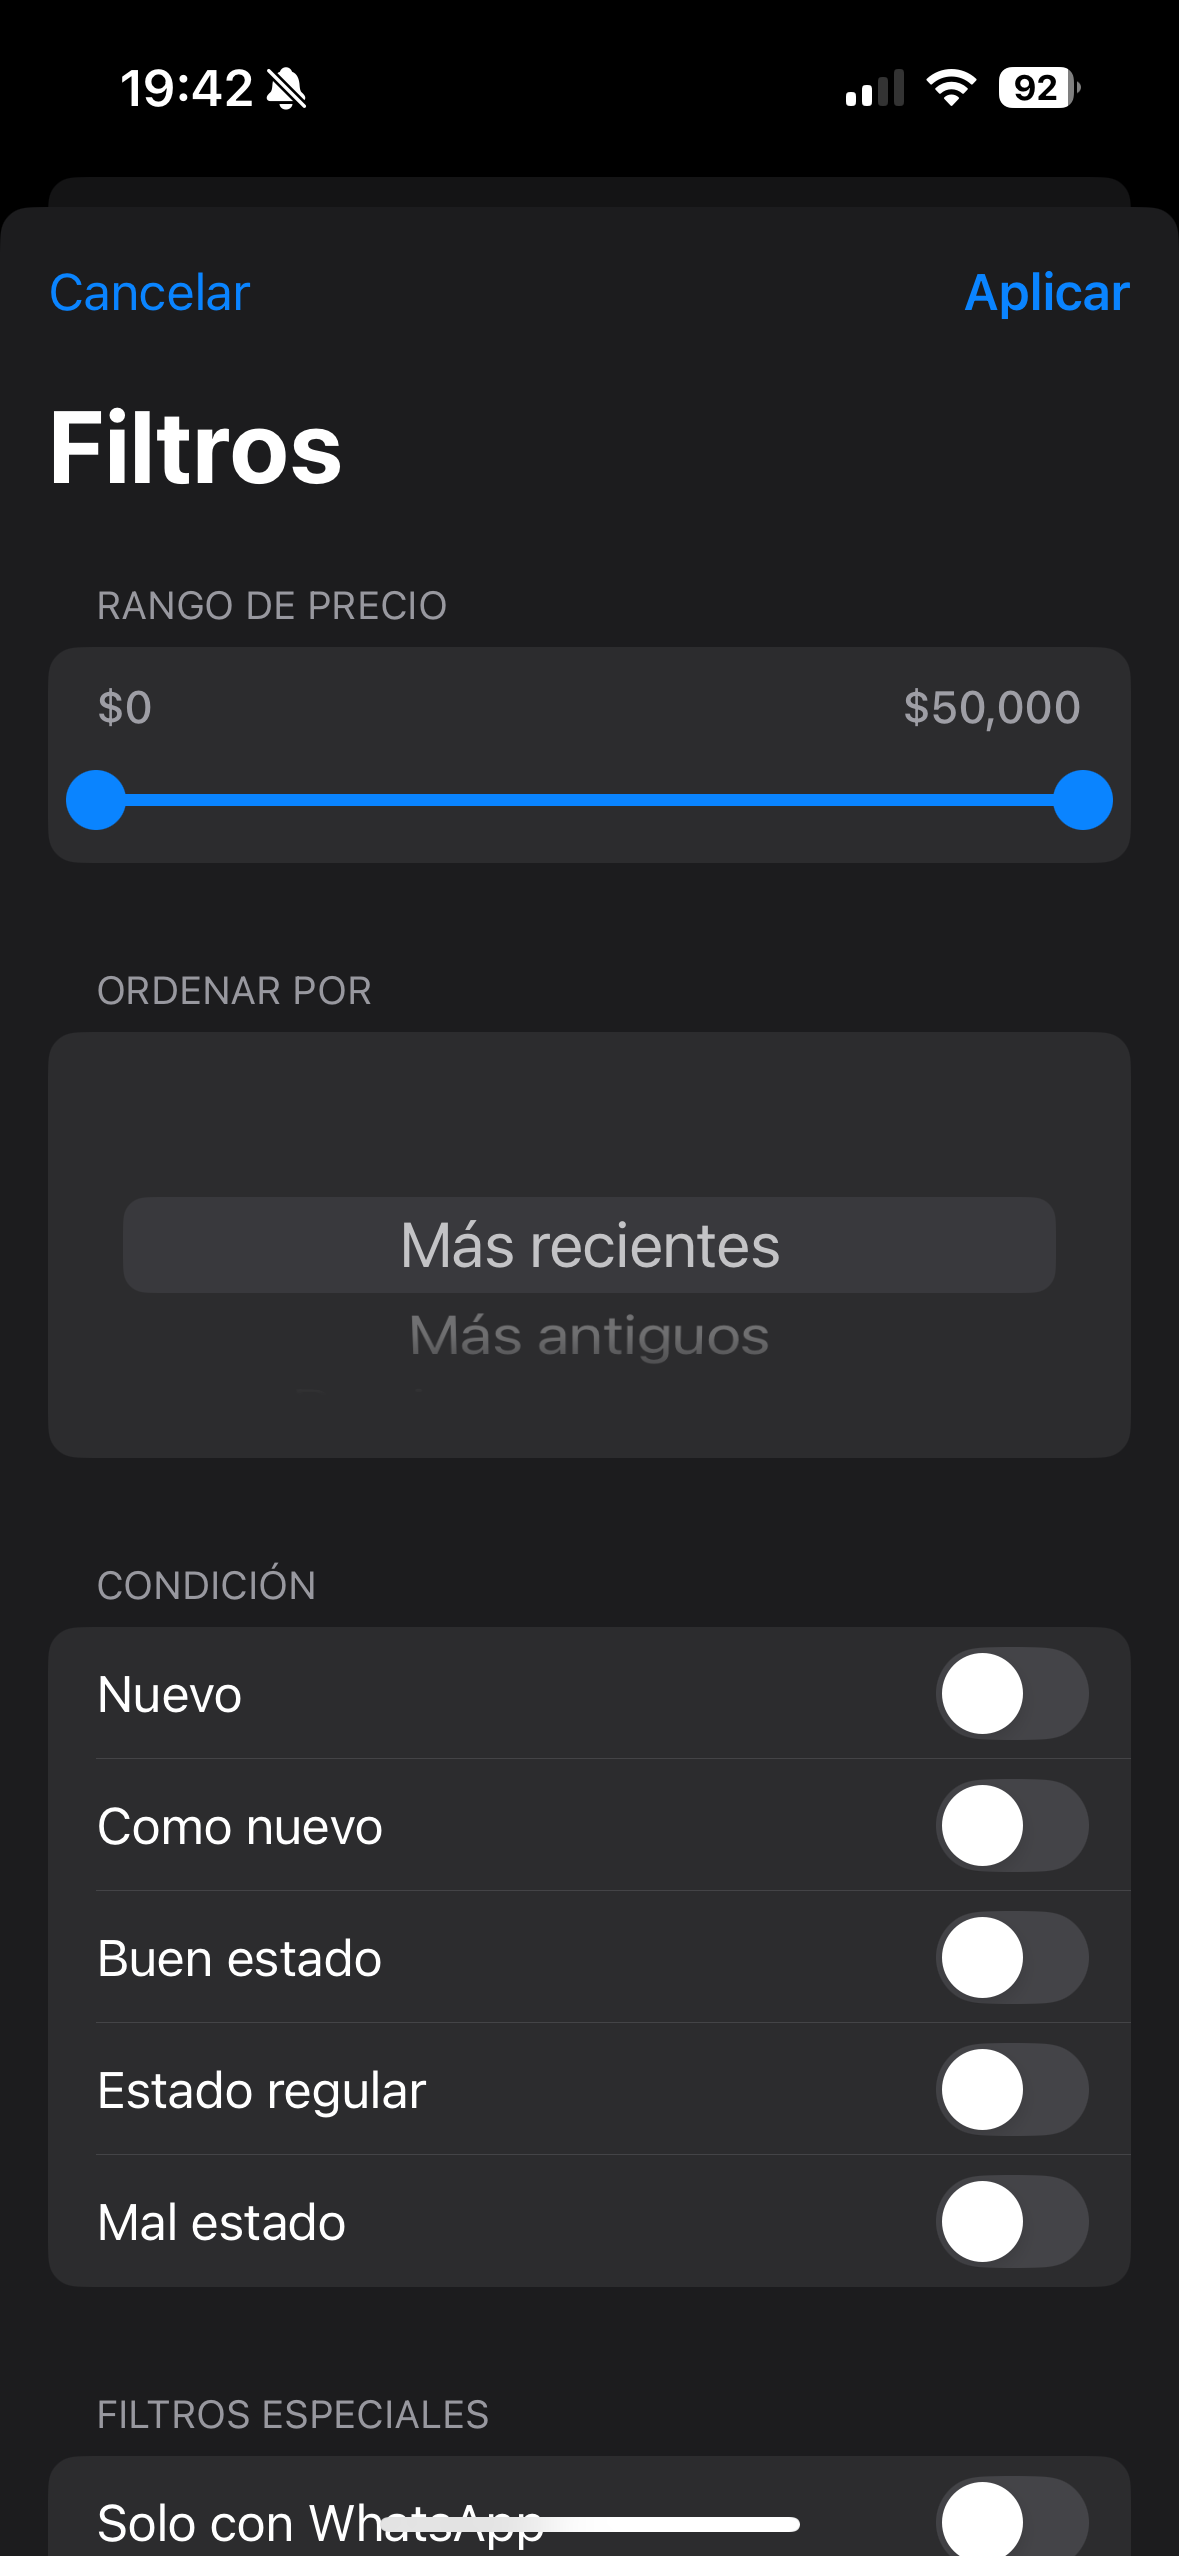 19:42
92
Cancelar
Aplicar
Filtros
RANGO DE PRECIO
$0
$50,000
ORDENAR POR
Más recientes
Más antiguos
CONDICIÓN
Nuevo
Como nuevo
Buen estado
Estado regular
Mal estado
FILTROS ESPECIALES
Solo con WhatsApp